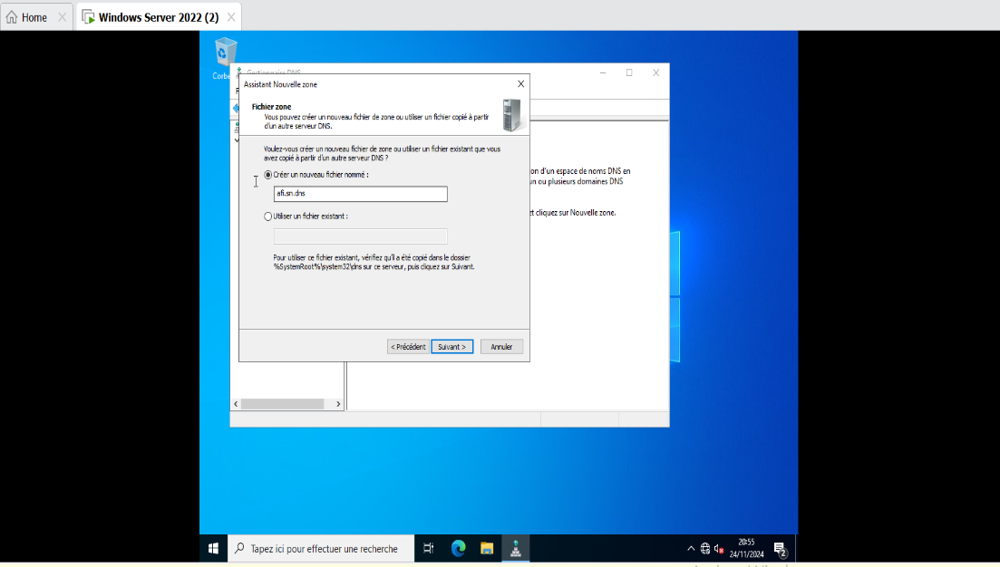 Home
Windows Server 2022 (2)
Assistant Nouvelle zone
Fichier zone
Vous pouvez créer un nouveau fichier de zone ou utiliser un fichier copié à partir
d'un autre serveur DNS.
Voulez-vous créer un nouveau fichier de zone ou utiliser un fichier existant que vous
avez copié à partir d'un autre serveur DNS ?
Créer un nouveau fichier nommé :
afi.sn.dns
Utiliser un fichier existant :
Pour utiliser ce fichier existant, vérifiez qu'il a été copié dans le dossier
%SystemRoot%\system32\dns sur ce serveur, puis cliquez sur Suivant.
< Précédent
Suivant >
Annuler
Gestionnaire DNS
d'un espace de noms DNS en
ou plusieurs domaines DNS
cliquez sur Nouvelle zone.
Tapez ici pour effectuer une recherche
20:55
24/11/2024
2